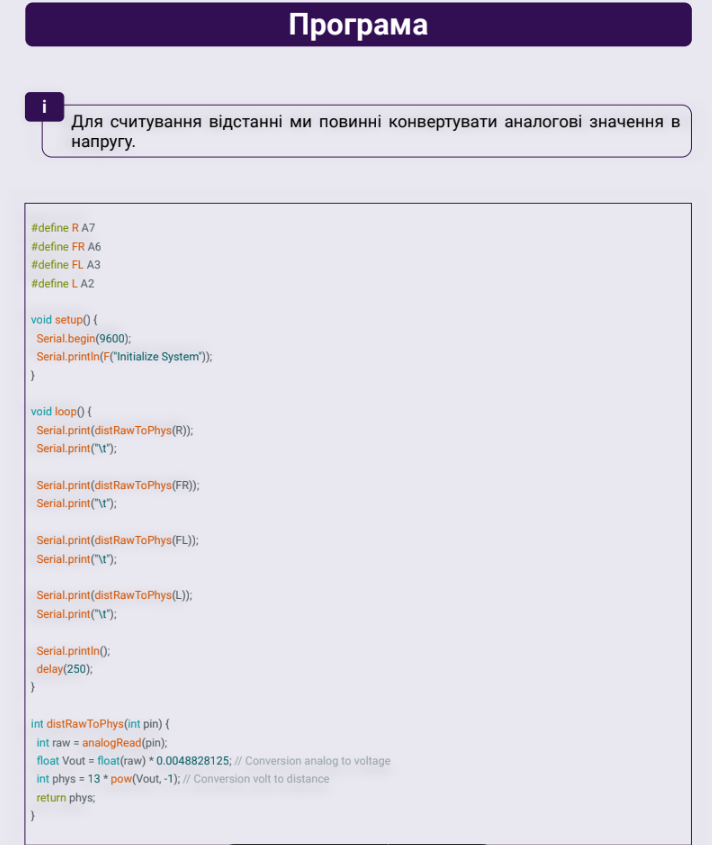 Програма
i
Для считування відстанні ми повинні конвертувати аналогові значення в
напругу.
#define R A7
#define FR A6
#define FL A3
#define L A2
void setup() {
Serial.begin(9600);
Serial.println(F("Initialize System"));
}
void loop() {
Serial.print(distRawToPhys(R));
Serial.print("\t");
Serial.print(distRawToPhys(FR));
Serial.print("\t");
Serial.print(distRawToPhys(FL));
Serial.print("\t");
Serial.print(distRawToPhys(L));
Serial.print("\t");
Serial.println();
delay(250);
}
int distRawToPhys(int pin) {
int raw = analogRead(pin);
float Vout = float(raw) * 0.0048828125; // Conversion analog to voltage
int phys = 13 * pow(Vout, -1); // Conversion volt to distance
return phys;
}